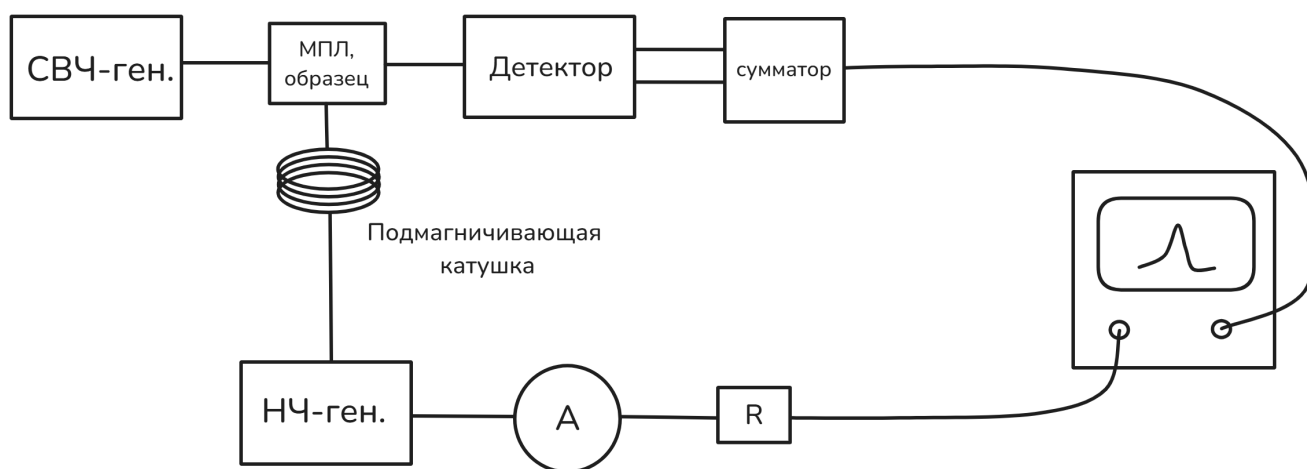 СВЧ-ген.
МПЛ,
образец
Детектор
сумматор
Подмагничивающая
катушка
НЧ-ген.
A
R